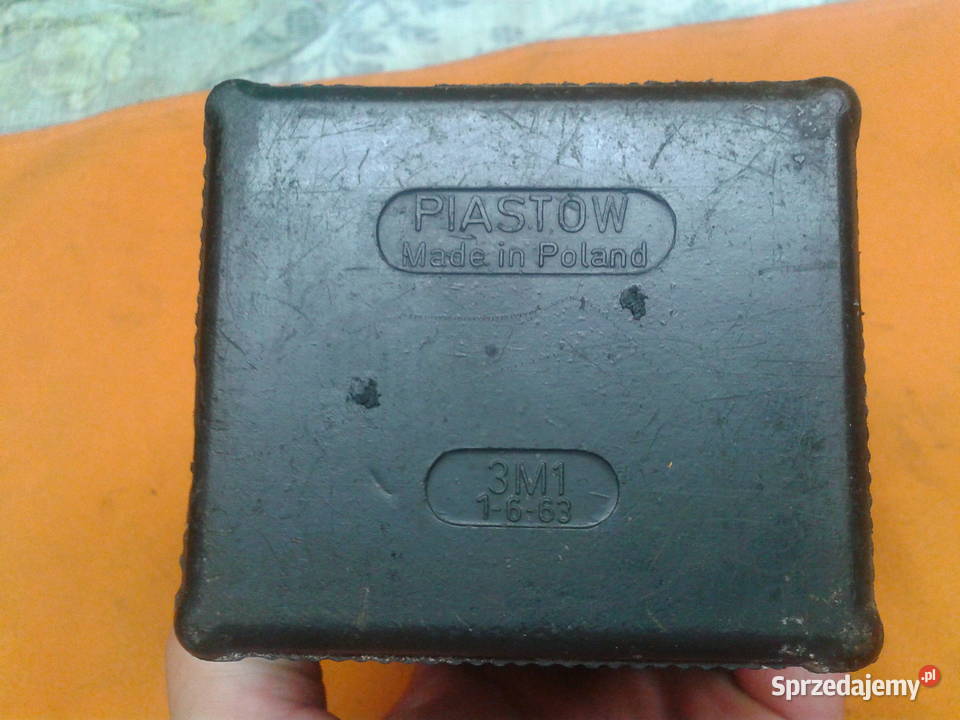 PIASTOW
Made in Poland
3M1
1-6-63
Sprzedajemy.pl